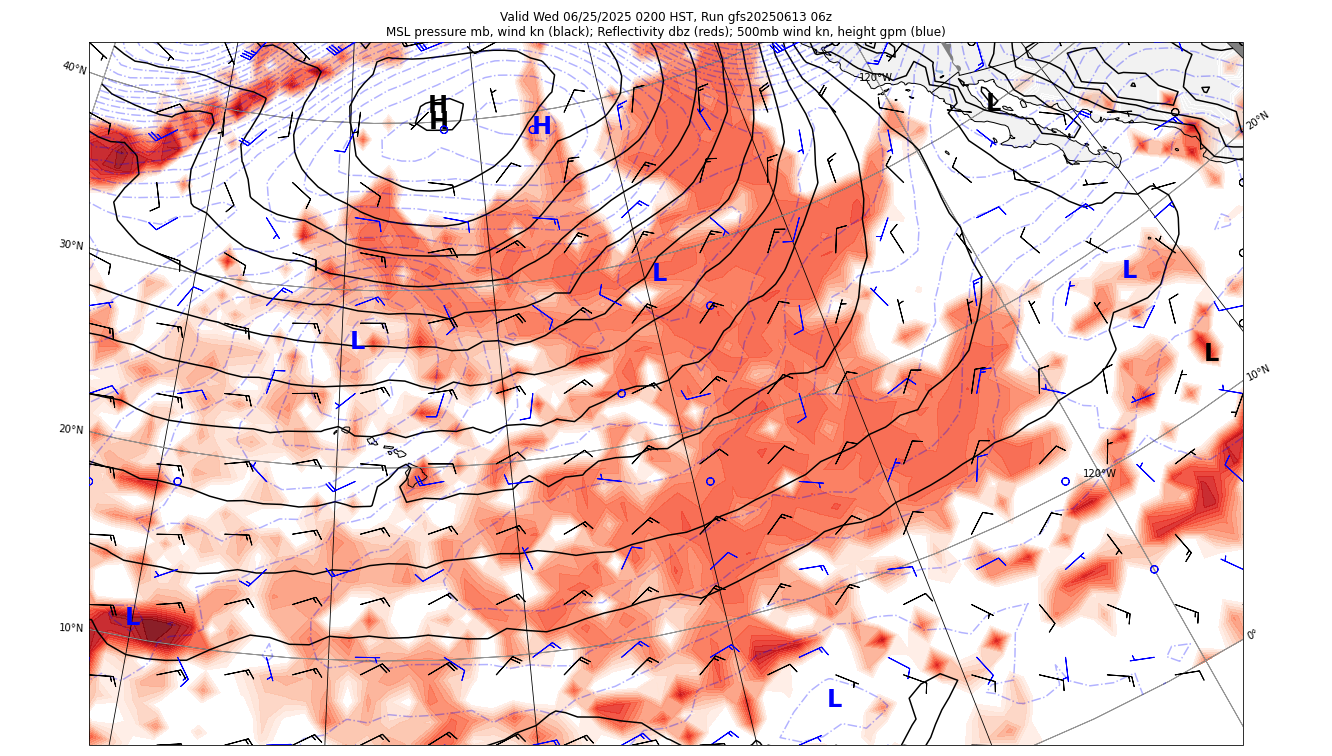 Valid Wed 06/25/2025 0200 HST, Run gfs20250613 06z
MSL pressure mb, wind kn (black); Reflectivity dbz (reds); 500mb wind kn, height gpm (blue)
40°N
120°W
20°N
H
H
H
L
30°N
L
L
L
L
10°N
20°N
120°W
L
10°N
0°
L